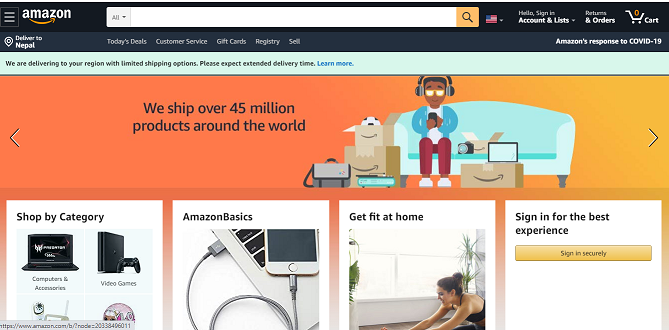 amazon
All
Hello, Sign in
Account & Lists
Returns
& Orders
0
Cart
Deliver to
Nepal
Today's Deals
Customer Service
Gift Cards
Registry
Sell
Amazon's response to COVID-19
We are delivering to your region with limited shipping options. Please expect extended delivery time. Learn more.
We ship over 45 million
products around the world
Shop by Category
AmazonBasics
Get fit at home
Sign in for the best
experience
Sign in securely
PREDATOR
Computers &
Accessories
Video Games
https://www.amazon.com/b/?node=20338496011